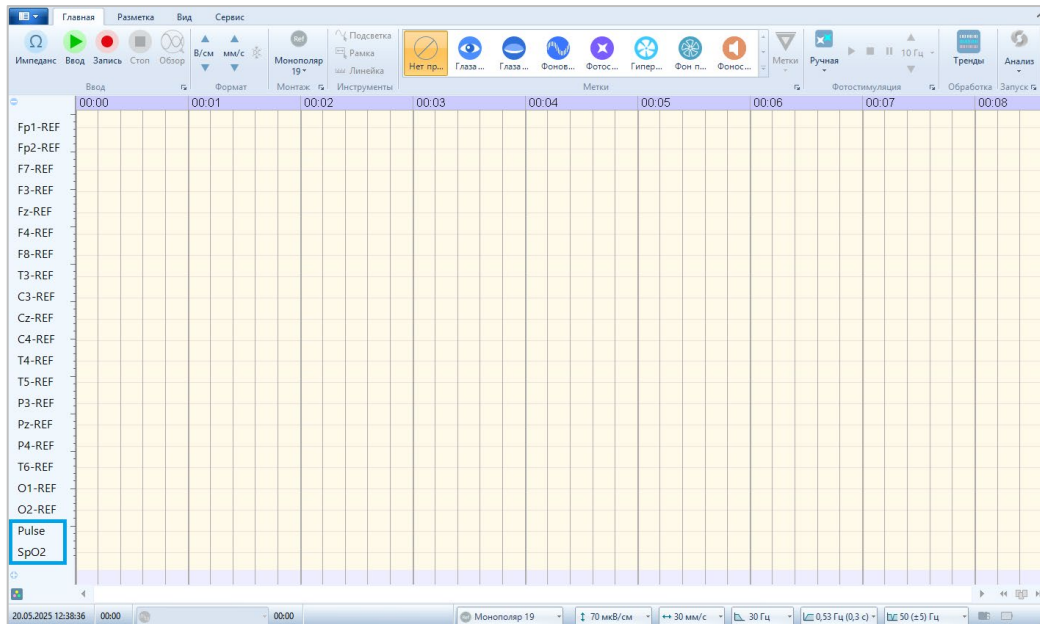 Главная Разметка Вид Сервис
Импеданс Ввод Запись Стоп Обзор
В/см мм/с
Ref
Монополяр
19
Подсветка
Рамка
Линейка
Нет пр... Глаза ... Глаза ... Фонов... Фотос... Гипер... Фон п... Фонос...
Метки
Ручная
10 Гц
Тренды
Анализ
Ввод Формат Монтаж Инструменты Метки Фотостимуляция Обработка Запуск
00:00 00:01 00:02 00:03 00:04 00:05 00:06 00:07 00:08
Fp1-REF
Fp2-REF
F7-REF
F3-REF
Fz-REF
F4-REF
F8-REF
T3-REF
C3-REF
Cz-REF
C4-REF
T4-REF
T5-REF
P3-REF
Pz-REF
P4-REF
T6-REF
O1-REF
O2-REF
Pulse
SpO2
20.05.2025 12:38:36 00:00 00:00 Монополяр 19 70 мкВ/см 30 мм/с 30 Гц 0,53 Гц (0,3 с) 50 (±5) Гц